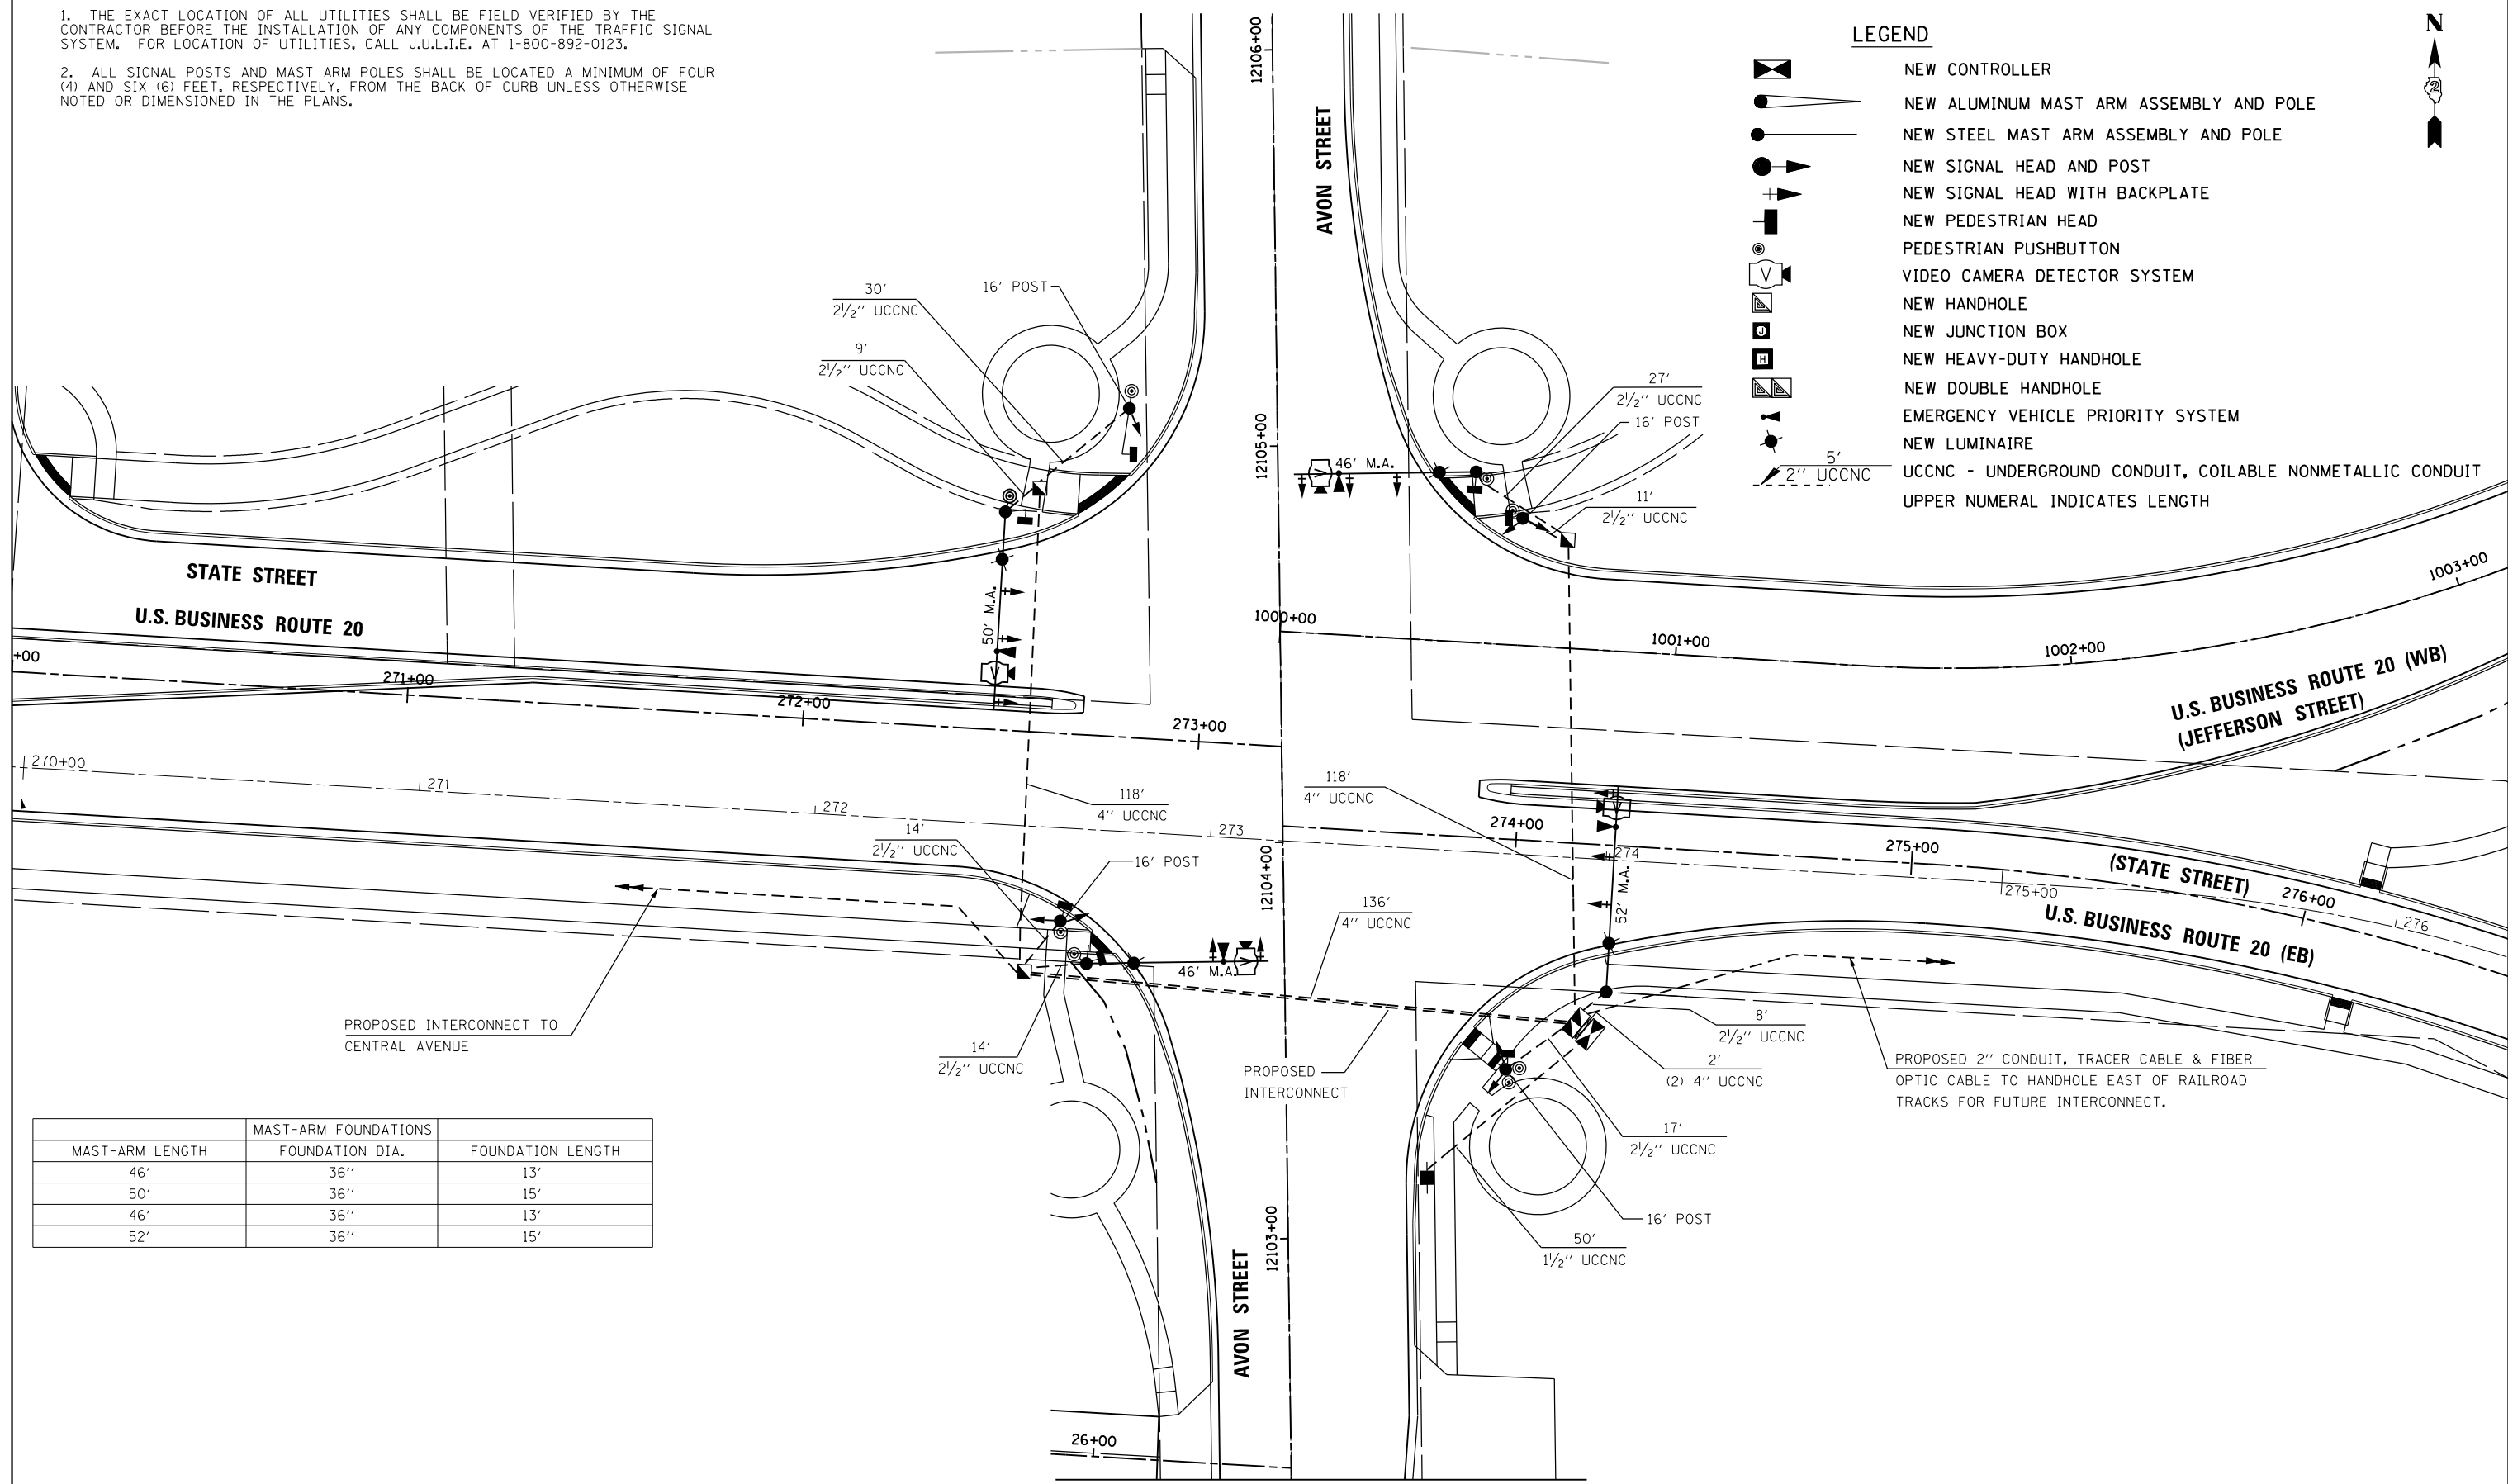 1. THE EXACT LOCATION OF ALL UTILITIES SHALL BE FIELD VERIFIED BY THE
CONTRACTOR BEFORE THE INSTALLATION OF ANY COMPONENTS OF THE TRAFFIC SIGNAL
SYSTEM. FOR LOCATION OF UTILITIES, CALL J.U.L.I.E. AT 1-800-892-0123.
2. ALL SIGNAL POSTS AND MAST ARM POLES SHALL BE LOCATED A MINIMUM OF FOUR
(4) AND SIX (6) FEET, RESPECTIVELY, FROM THE BACK OF CURB UNLESS OTHERWISE
NOTED OR DIMENSIONED IN THE PLANS.
LEGEND
NEW CONTROLLER
NEW ALUMINUM MAST ARM ASSEMBLY AND POLE
NEW STEEL MAST ARM ASSEMBLY AND POLE
NEW SIGNAL HEAD AND POST
NEW SIGNAL HEAD WITH BACKPLATE
NEW PEDESTRIAN HEAD
PEDESTRIAN PUSHBUTTON
V VIDEO CAMERA DETECTOR SYSTEM
NEW HANDHOLE
J NEW JUNCTION BOX
H NEW HEAVY-DUTY HANDHOLE
NEW DOUBLE HANDHOLE
EMERGENCY VEHICLE PRIORITY SYSTEM
NEW LUMINAIRE
5'
2'' UCCNC
UCCNC - UNDERGROUND CONDUIT, COILABLE NONMETALLIC CONDUIT
UPPER NUMERAL INDICATES LENGTH
N
2
12106+00
AVON STREET
30'
2½'' UCCNC
16' POST
9'
2½'' UCCNC
27'
2½'' UCCNC
16' POST
12105+00
46' M.A.
V
11'
2½'' UCCNC
STATE STREET
U.S. BUSINESS ROUTE 20
50' M.A.
V
1000+00
1001+00
1002+00
1003+00
U.S. BUSINESS ROUTE 20 (WB)
(JEFFERSON STREET)
+00
271+00
272+00
273+00
270+00
271
272
273
118'
4'' UCCNC
118'
4'' UCCNC
V
274+00
274
275+00
275+00
(STATE STREET)
276+00
276
U.S. BUSINESS ROUTE 20 (EB)
14'
2½'' UCCNC
16' POST
12104+00
52' M.A.
136'
4'' UCCNC
46' M.A.
V
PROPOSED INTERCONNECT TO
CENTRAL AVENUE
14'
2½'' UCCNC
PROPOSED
INTERCONNECT
8'
2½'' UCCNC
2'
(2) 4'' UCCNC
PROPOSED 2'' CONDUIT, TRACER CABLE & FIBER
OPTIC CABLE TO HANDHOLE EAST OF RAILROAD
TRACKS FOR FUTURE INTERCONNECT.
17'
2½'' UCCNC
16' POST
50'
1½'' UCCNC
12103+00
AVON STREET
26+00
MAST-ARM FOUNDATIONS
MAST-ARM LENGTH FOUNDATION DIA. FOUNDATION LENGTH
46' 36'' 13'
50' 36'' 15'
46' 36'' 13'
52' 36'' 15'